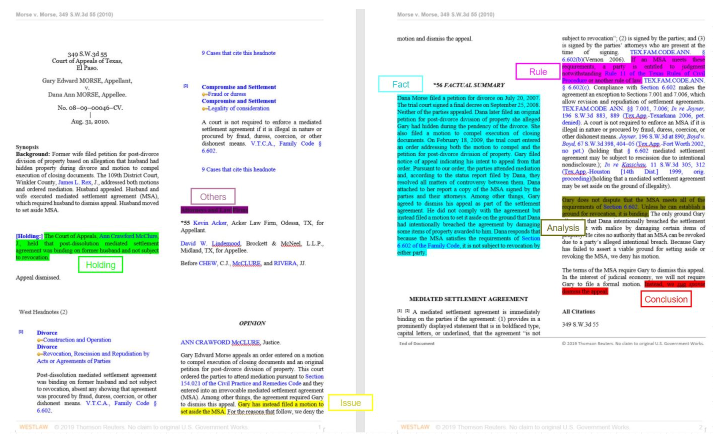 Morse v. Morse, 349 S.W.3d 55 (2010)
349 S.W.3d 55
Court of Appeals of Texas,
El Paso.
Gary Edward MORSE, Appellant,
v.
Dana Ann MORSE, Appellee.
No. 08–09–00046–CV.
|
Aug. 31, 2010.
Synopsis
Background: Former wife filed petition for post-divorce
division of property based on allegation that husband had
hidden property during divorce and motion to compel
execution of closing documents. The 109th District Court,
Winkler County, James L. Rex, J., addressed both motions
and ordered mediation. Husband appealed. Husband and
wife executed mediated settlement agreement (MSA),
which required husband to dismiss appeal. Husband moved
to set aside MSA.
[Holding:] The Court of Appeals, Ann Crawford McClure,
J., held that post-dissolution mediated settlement
agreement was binding on former husband and not subject
to revocation.
Holding
Appeal dismissed.
West Headnotes (2)
[1] Divorce
Construction and Operation
Divorce
Revocation, Rescission and Repudiation by
Acts or Agreements of Parties
Post-dissolution mediated settlement agreement
was binding on former husband and not subject
to revocation, absent any showing that agreement
was procured by fraud, duress, coercion, or other
dishonest means. V.T.C.A., Family Code §
6.602.
9 Cases that cite this headnote
[2] Compromise and Settlement
Fraud or duress
Compromise and Settlement
Legality of consideration
A court is not required to enforce a mediated
settlement agreement if it is illegal in nature or
procured by fraud, duress, coercion, or other
dishonest means. V.T.C.A., Family Code §
6.602.
9 Cases that cite this headnote
Others
*55 Kevin Acker, Acker Law Firm, Odessa, TX, for
Appellant
David W. Lindemood, Brockett & McNeel, L.L.P.,
Midland, TX, for Appellee.
Before CHEW, C.J., McCLURE, and RIVERA, JJ.
OPINION
ANN CRAWFORD McCLURE, Justice.
Gary Edward Morse appeals an order entered on a motion
to compel execution of closing documents and an original
petition for post-divorce division of property. This court
ordered the parties to attend mediation pursuant to Section
154.021 of the Civil Practice and Remedies Code and they
entered into an irrevocable mediated settlement agreement
(MSA). Among other things, the agreement required Gary
to dismiss this appeal. Gary has instead filed a motion to
set aside the MSA. For the reasons that follow, we deny the
Issue
WESTLAW © 2019 Thomson Reuters. No claim to original U.S. Government Works. 1
Morse v. Morse, 349 S.W.3d 55 (2010)
motion and dismiss the appeal.
*56 FACTUAL SUMMARY
Fact
Dana Morse filed a petition for divorce on July 20, 2007.
The trial court signed a final decree on September 25, 2008.
Neither of the parties appealed. Dana later filed an original
petition for post-divorce division of property she alleged
Gary had hidden during the pendency of the divorce. She
also filed a motion to compel execution of closing
documents. On February 18, 2009, the trial court entered
an order addressing both the motion to compel and the
petition for post-divorce division of property. Gary filed
notice of appeal indicating his intent to appeal from that
order. Pursuant to our order, the parties attended mediation
and, according to the status report filed by Dana, they
resolved all matters of controversy between them. Dana
attached to her report a copy of the MSA signed by the
parties and their attorneys. Among other things, Gary
agreed to dismiss his appeal as part of the settlement
agreement. He did not comply with the agreement but
instead filed a motion to set it aside on the ground that Dana
had intentionally breached the agreement by damaging
some items of property awarded to him. Dana responds that
because the MSA satisfies the requirements of Section
6.602 of the Family Code, it is not subject to revocation by
either party.
MEDIATED SETTLEMENT AGREEMENT
[1] [2] A mediated settlement agreement is immediately
binding on the parties if the agreement: (1) provides in a
prominently displayed statement that is in boldfaced type,
capital letters, or underlined, that the agreement "is not
End of Document
subject to revocation"; (2) is signed by the parties; and (3)
is signed by the parties' attorneys who are present at the
time of signing. TEX.FAM.CODE ANN. §
6.602(b)(Vernon 2006). If an MSA meets these
requirements, a party is entitled to judgment
notwithstanding Rule 11 of the Texas Rules of Civil
Procedure or another rule of law. TEX.FAM.CODE ANN.
§ 6.602(c). Compliance with Section 6.602 makes the
agreement an exception to Sections 7.001 and 7.006, which
allow revision and repudiation of settlement agreements.
TEX.FAM.CODE ANN. §§ 7.001, 7.006; In re Joyner,
196 S.W.3d 883, 889 (Tex.App.-Texarkana 2006, pet.
denied). A court is not required to enforce an MSA if it is
illegal in nature or procured by fraud, duress, coercion, or
other dishonest means. Joyner, 196 S.W.3d at 890; Boyd v.
Boyd, 67 S.W.3d 398, 404–05 (Tex.App.-Fort Worth 2002,
no pet.) (holding that § 6.602 mediated settlement
agreement may be subject to rescission due to intentional
nondisclosure.); In re Kasschau, 11 S.W.3d 305, 312
(Tex.App.-Houston [14th Dist.] 1999, orig.
proceeding)(holding that a mediated settlement agreement
may be set aside on the ground of illegality).
Rule
Gary does not dispute that the MSA meets all of the
requirements of Section 6.602. Unless he can establish a
ground for revocation, it is binding. The only ground Gary
that Dana intentionally breached the settlement
with malice by damaging certain items of
He cites no authority that an MSA can be revoked
due to a party's alleged intentional breach. Because Gary
has failed to assert a viable ground for setting aside or
revoking the MSA, we deny his motion.
Analysis
The terms of the MSA require Gary to dismiss this appeal.
In the interest of judicial economy, we will not require
Gary to file a formal motion. Instead, we
dismiss the appeal.
Conclusion
All Citations
349 S.W.3d 55
© 2019 Thomson Reuters. No claim to original U.S. Government Works.
WESTLAW © 2019 Thomson Reuters. No claim to original U.S. Government Works. 2